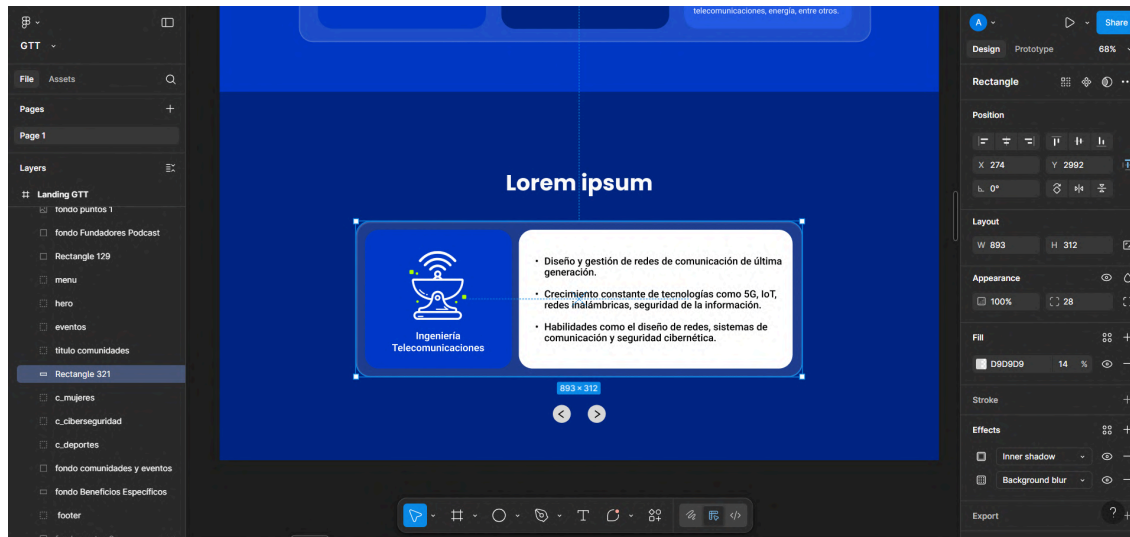 telecomunicaciones, energía, entre otros.
A
Share
GTT
Design Prototype 68%
File Assets
Rectangle
Pages
Position
Page 1
X 274 Y 2992
Layers
0°
Landing GTT
fondo puntos 1
Lorem ipsum
Layout
fondo Fundadores Podcast
W 893 H 312
Rectangle 129
• Diseño y gestión de redes de comunicación de última
generación.
menu
Appearance
• Crecimiento constante de tecnologías como 5G, IoT,
redes inalámbricas, seguridad de la información.
hero
100% 28
eventos
• Habilidades como el diseño de redes, sistemas de
comunicación y seguridad cibernética.
Ingeniería
Telecomunicaciones
Fill
titulo comunidades
D9D9D9 14 %
Rectangle 321
893 × 312
c_mujeres
Stroke
< >
c_ciberseguridad
Effects
c_deportes
Inner shadow
fondo comunidades y eventos
Background blur
fondo Beneficios Específicos
footer
T
</>
Export
?